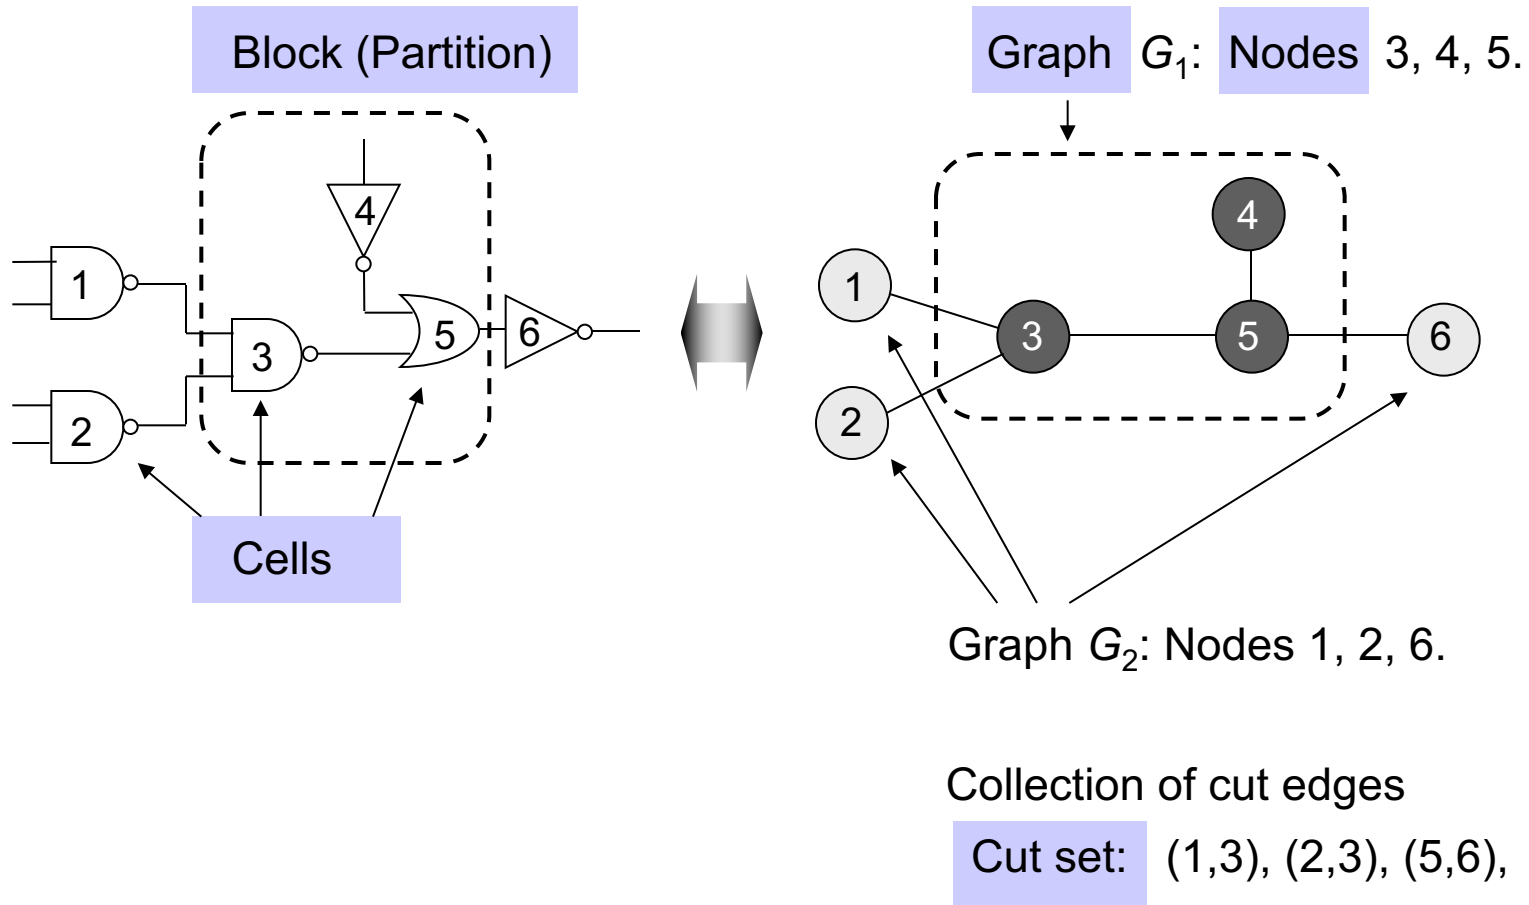 Block (Partition)
4
1
3
5
6
2
Cells
Graph G₁: Nodes 3, 4, 5.
4
1
3
5
6
2
Graph G₂: Nodes 1, 2, 6.
Collection of cut edges
Cut set: (1,3), (2,3), (5,6),